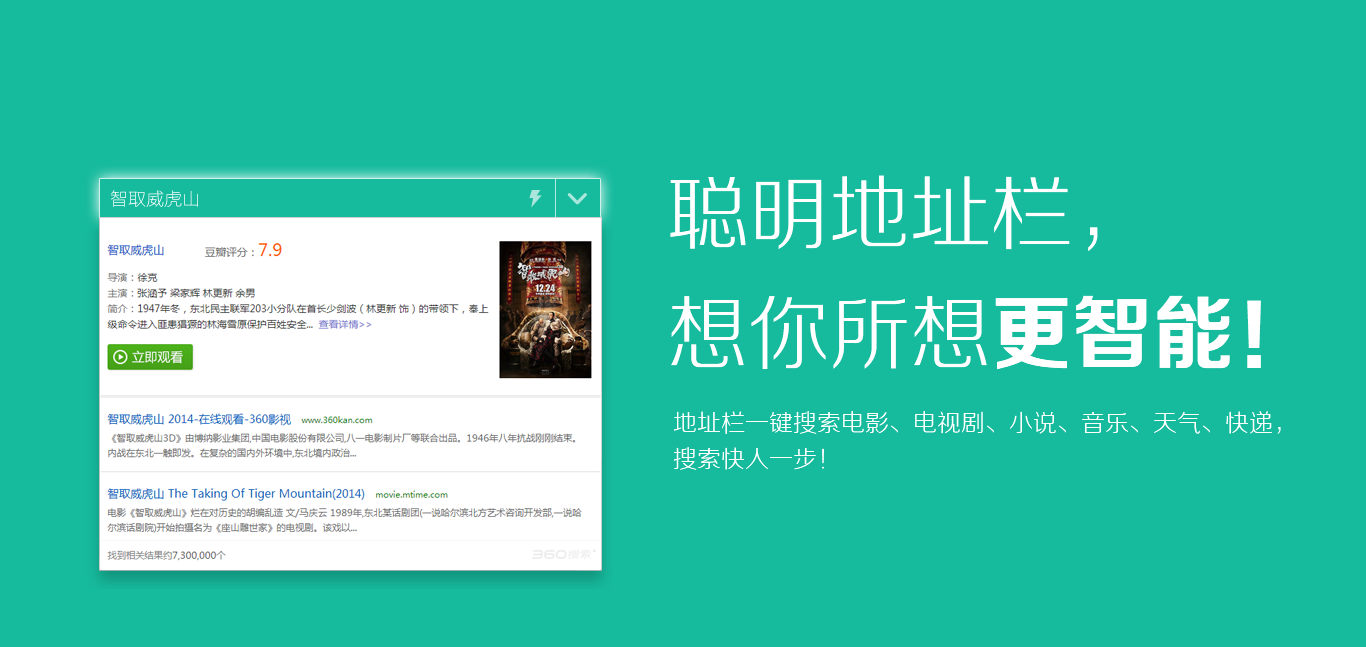 智取威虎山
智取威虎山 豆瓣评分：7.9
导演：徐克
主演：张涵予 梁家辉 林更新 余男
简介：1947年冬，东北民主联军203小分队在首长少剑波（林更新 饰）的带领下，奉上
级命令进入匪患猖獗的林海雪原保护百姓安全... 查看详情>>
立即观看
智取威虎山
12.24
智取威虎山 2014-在线观看-360影视 www.360kan.com
《智取威虎山3D》由博纳影业集团,中国电影股份有限公司,八一电影制片厂等联合出品。1946年八年抗战刚刚结束。
内战在东北一触即发。在复杂的国内外环境中,东北境内政治...
智取威虎山 The Taking Of Tiger Mountain(2014) movie.mtime.com
电影《智取威虎山》烂在对历史的胡编乱造 文/马庆云 1989年,东北某话剧团(一说哈尔滨北方艺术咨询开发部,一说哈
尔滨话剧院)开始拍摄名为《座山雕世家》的电视剧。该戏以...
找到相关结果约7,300,000个
360搜索
聪明地址栏，
想你所想更智能！
地址栏一键搜索电影、电视剧、小说、音乐、天气、快递，
搜索快人一步！